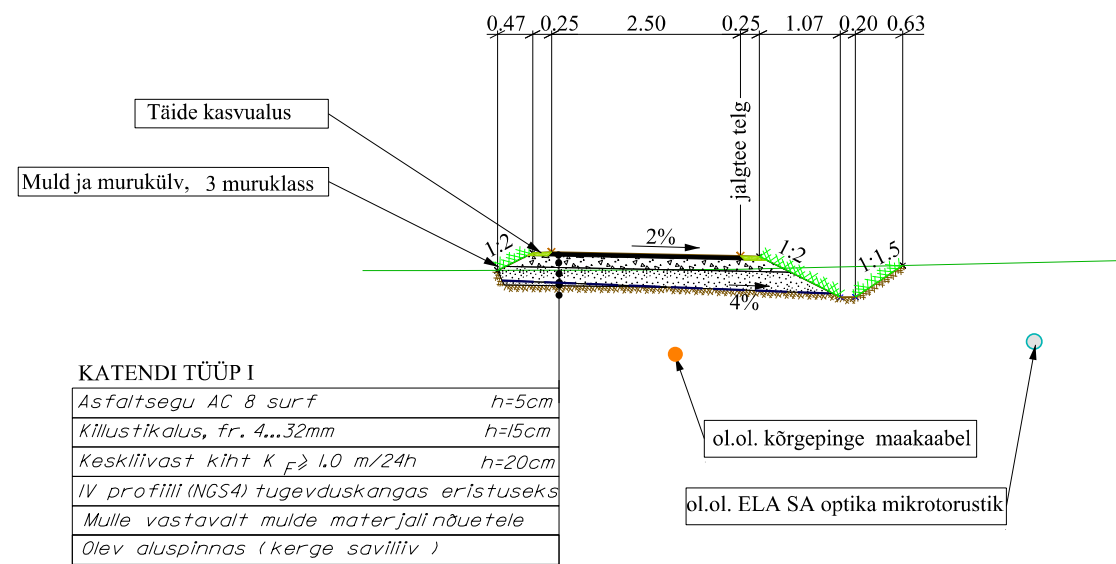 0.47 0.25 2.50 0.25 1.07 0.20 0.63
Täide kasvualus
jalgtee telg
Muld ja murukülv, 3 muruklass
1:2
2%
1:2
1:1.5
4%
KATENDI TÜÜP I
Asfaltsegu AC 8 surf h=5cm
Killustikalus, fr. 4...32mm h=15cm
Keskliivast kiht K F ≥ 1.0 m/24h h=20cm
IV profiili (NGS4) tugevduskangas eristuseks
Mulle vastavalt mulde materjali nõuetele
Olev aluspinnas (kerge saviliiv )
ol.ol. kõrgepinge maakaabel
ol.ol. ELA SA optika mikrotorustik